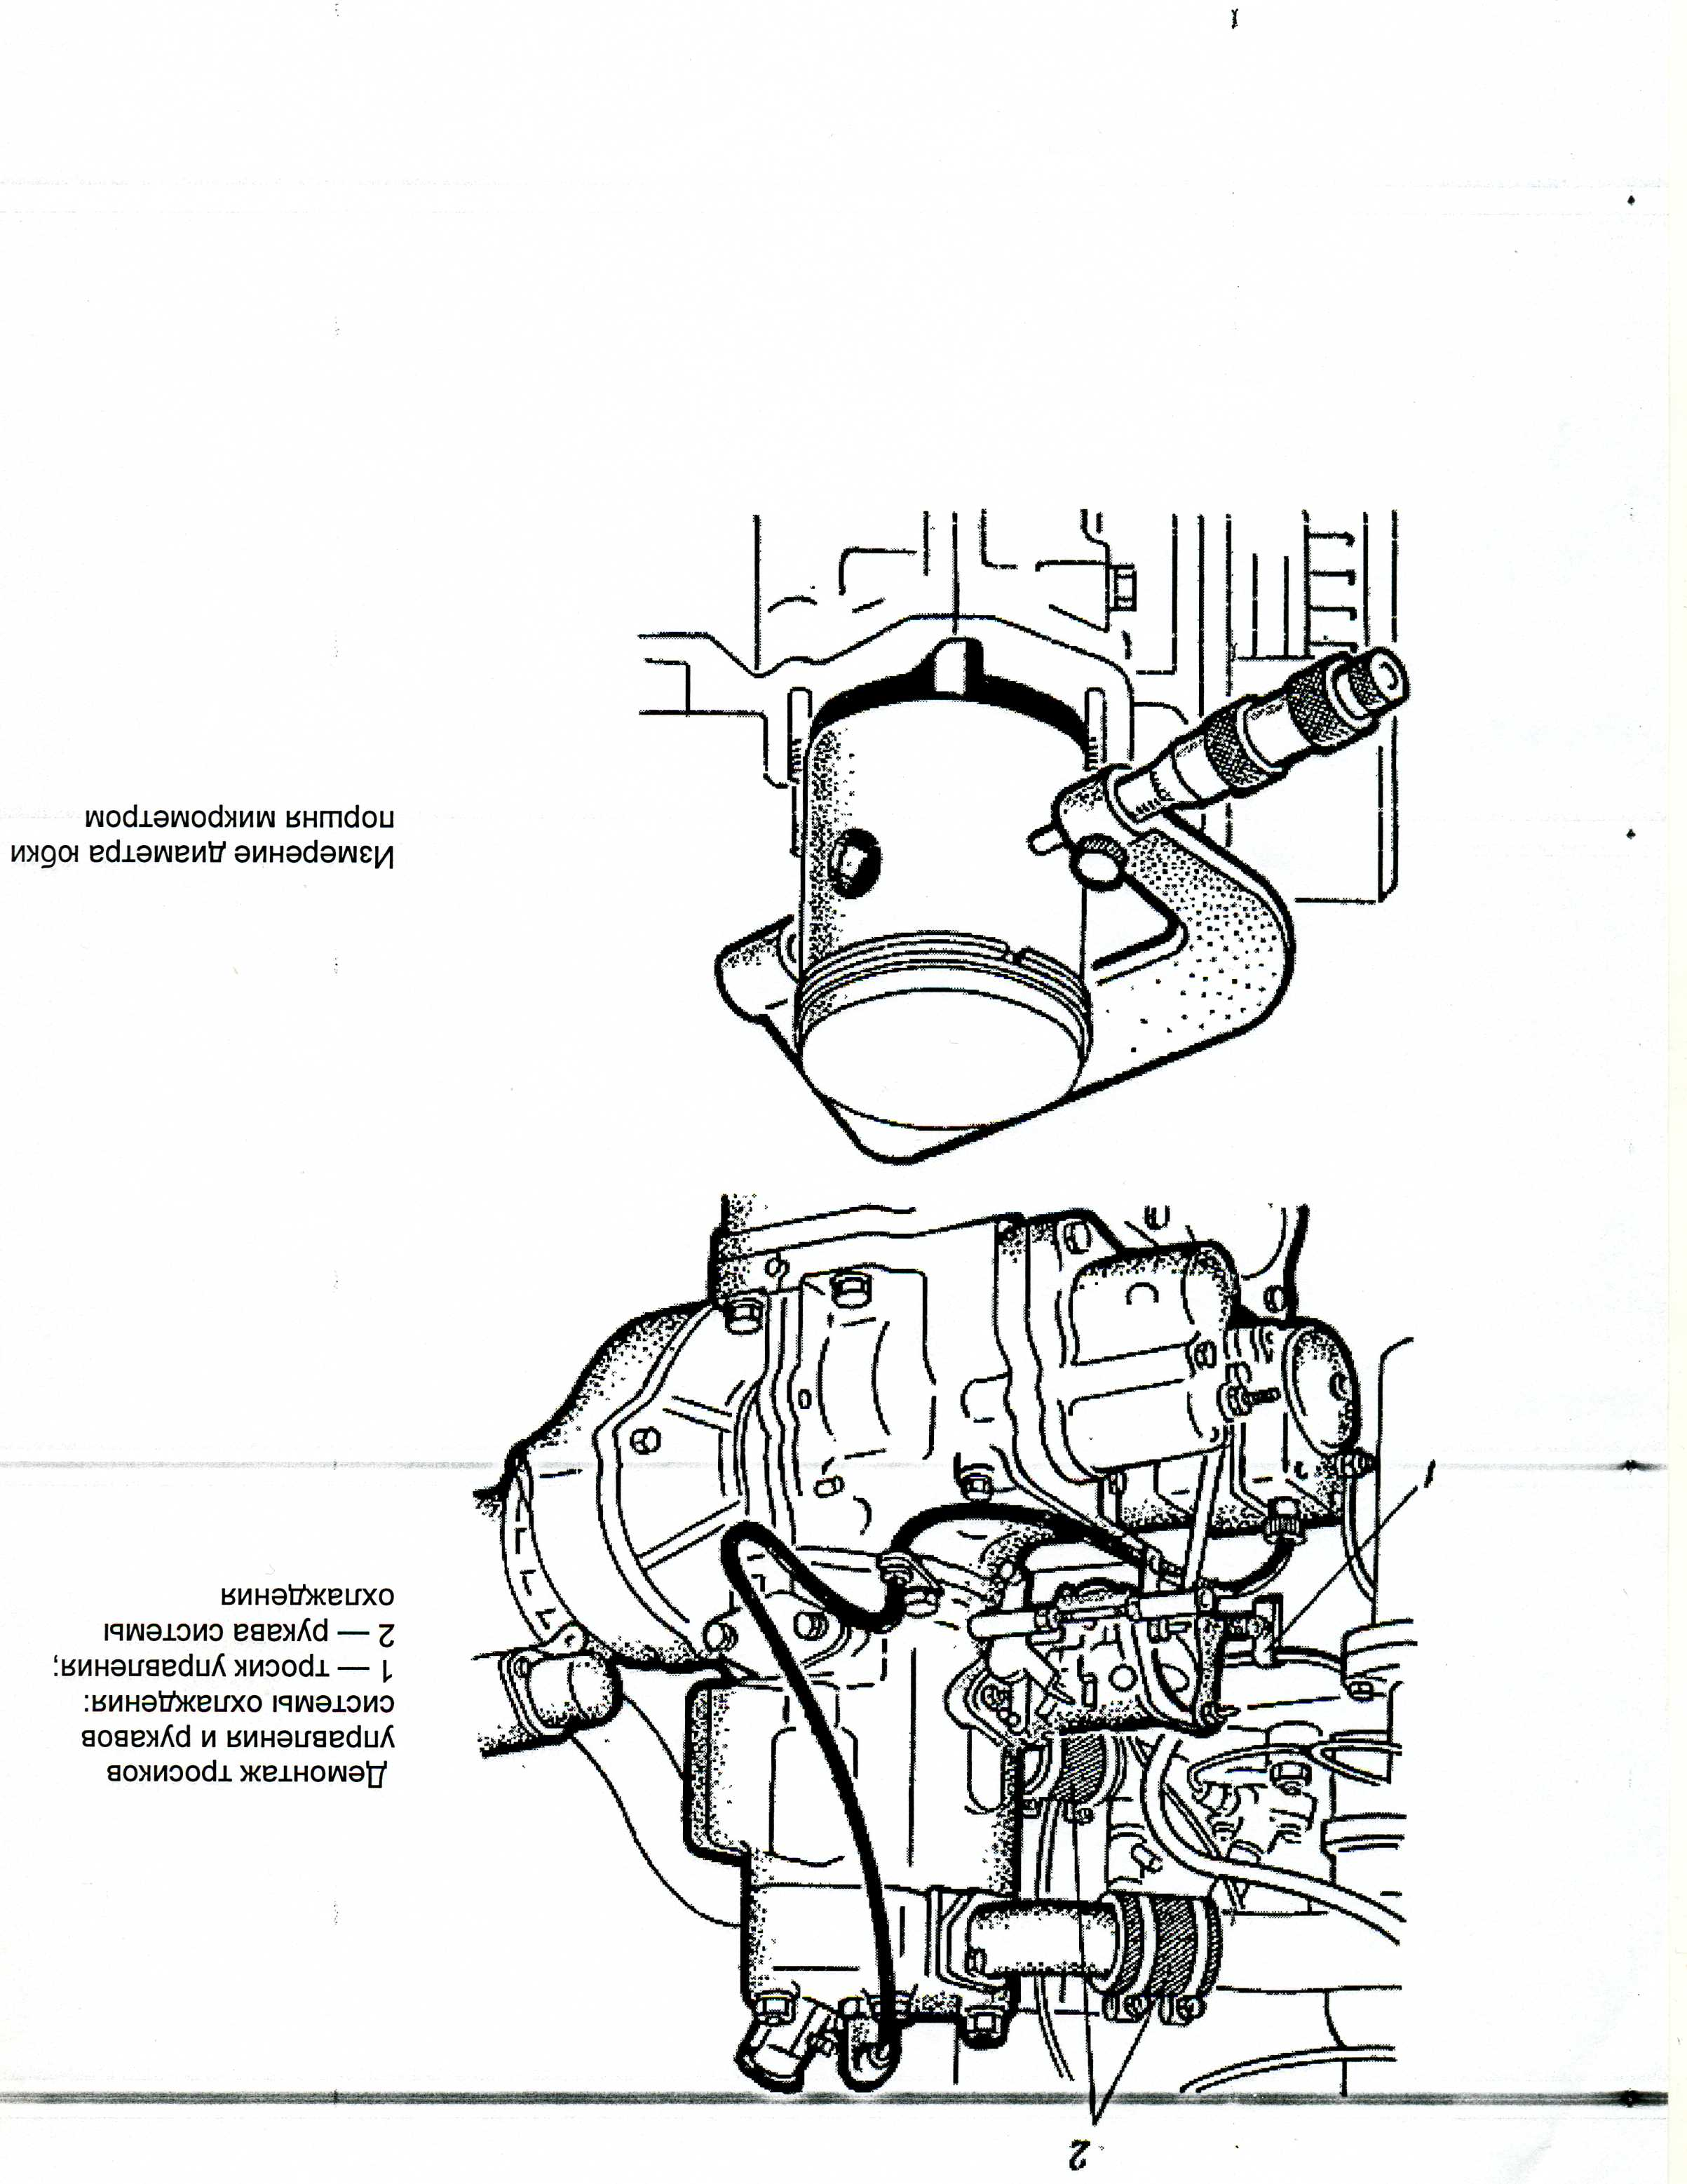 2
Демонтаж тросиков
управления и рукавов
системы охлаждения:
1 — тросик управления;
2 — рукава системы
охлаждения
1
Измерение диаметра юбки
поршня микрометром